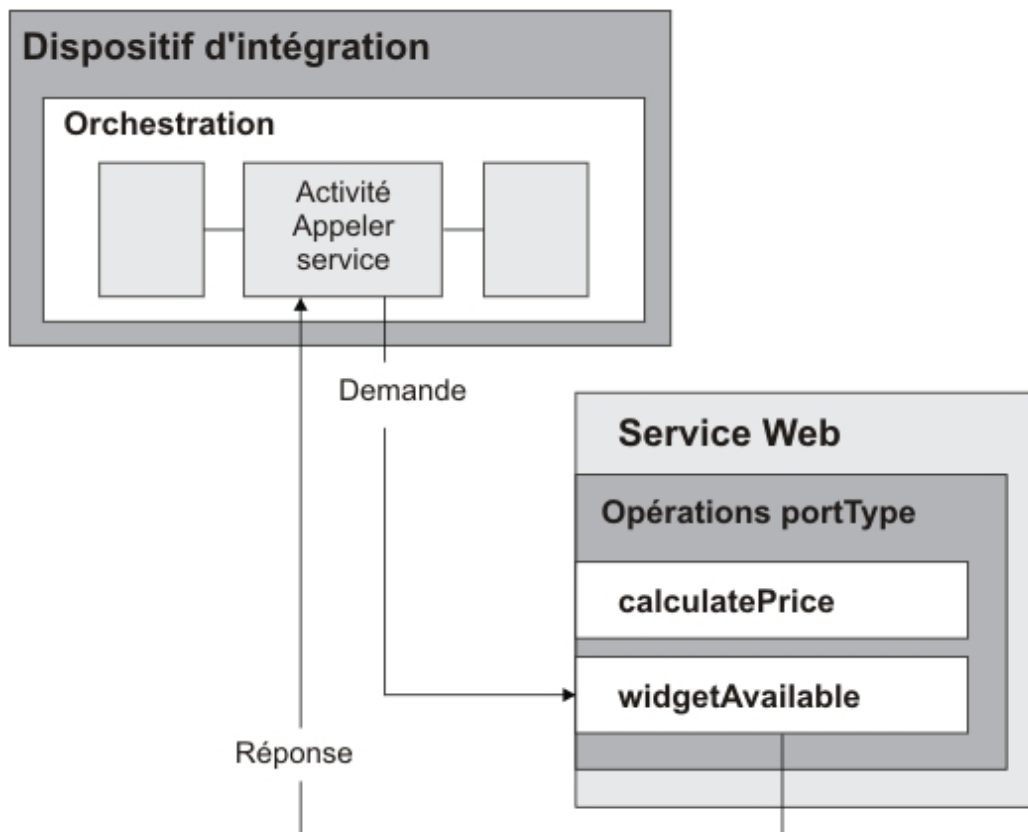 Dispositif d'intégration
Orchestration
Activité
Appeler
service
Demande
Service Web
Opérations portType
calculatePrice
widgetAvailable
Réponse